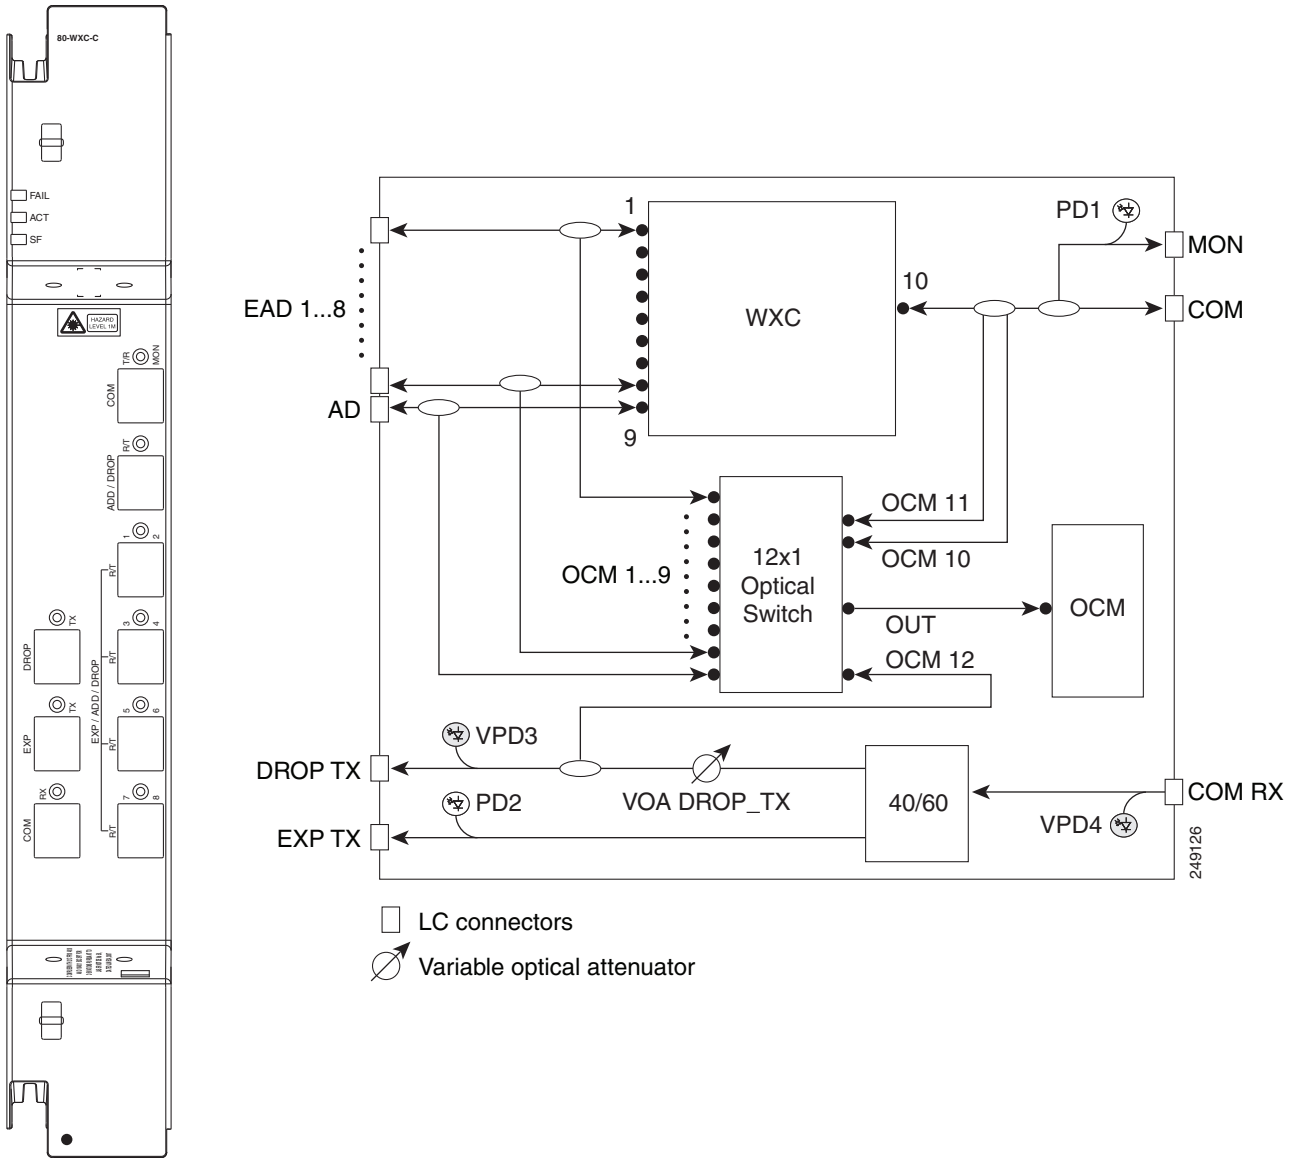 80-WXC-C
FAIL
ACT
SF
HAZARD
LEVEL 1M
T/R
MON
COM
R/T
ADD / DROP
1
2
R/T
TX
DROP
3
4
R/T
EXP / ADD / DROP
TX
EXP
5
6
R/T
RX
COM
7
8
R/T
EAD 1...8
AD
1
9
10
WXC
PD1
MON
COM
OCM 11
OCM 10
OCM 1...9
12x1
Optical
Switch
OUT
OCM 12
OCM
VPD3
DROP TX
VOA DROP_TX
PD2
EXP TX
40/60
COM RX
VPD4
249126
LC connectors
Variable optical attenuator